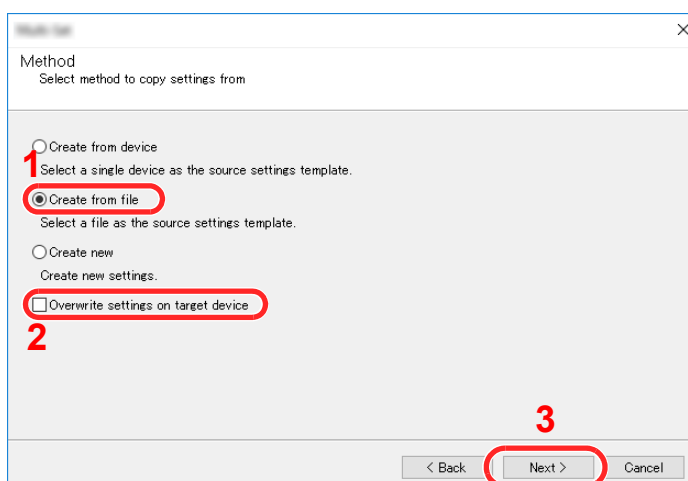 Method
Select method to copy settings from
Create from device
1
Select a single device as the source settings template.
Create from file
Select a file as the source settings template.
Create new
Create new settings.
Overwrite settings on target device
2
3
< Back Next > Cancel